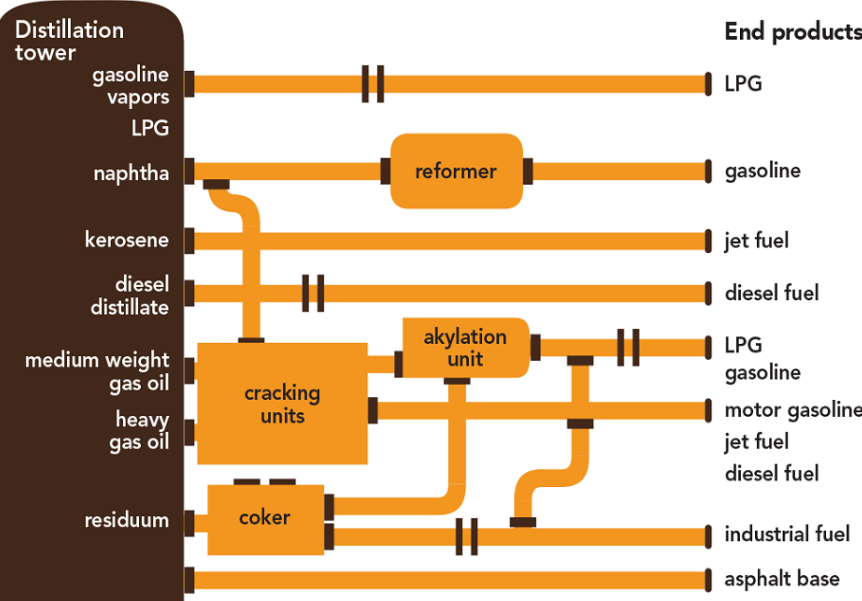 Distillation
tower
End products
gasoline
vapors
LPG
LPG
naphtha
reformer
gasoline
kerosene
jet fuel
diesel
distillate
diesel fuel
medium weight
gas oil
akylation
unit
LPG
gasoline
heavy
gas oil
cracking
units
motor gasoline
jet fuel
diesel fuel
residuum
coker
industrial fuel
asphalt base